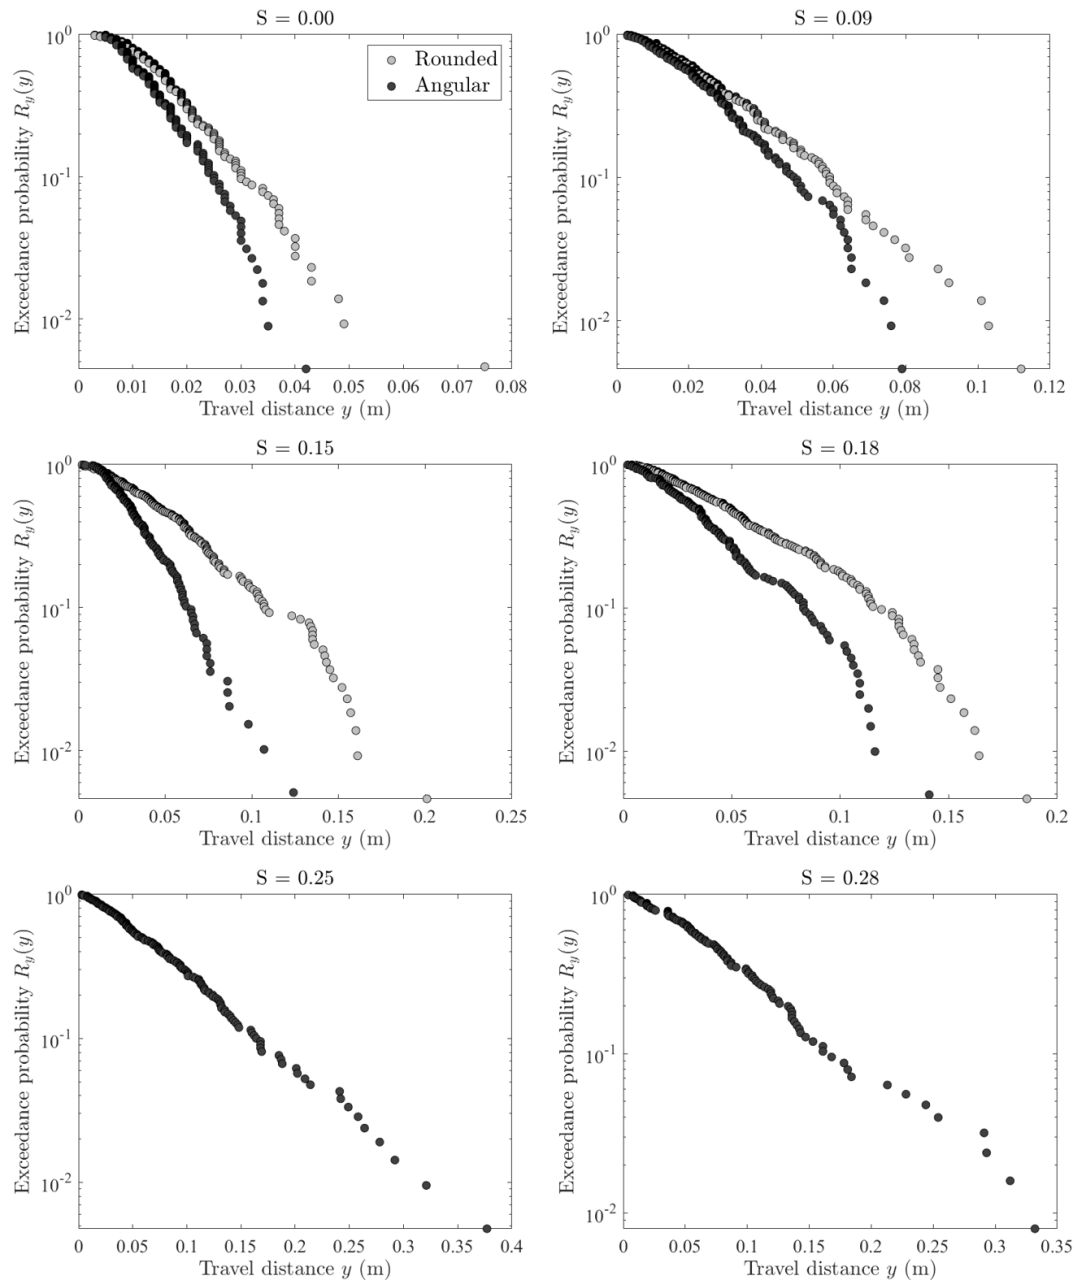 S = 0.00
Exceedance probability R_y(y)
10^0
10^-1
10^-2
Rounded
Angular
0 0.01 0.02 0.03 0.04 0.05 0.06 0.07 0.08
Travel distance y (m)
S = 0.09
Exceedance probability R_y(y)
10^0
10^-1
10^-2
0 0.02 0.04 0.06 0.08 0.1 0.12
Travel distance y (m)
S = 0.15
Exceedance probability R_y(y)
10^0
10^-1
10^-2
0 0.05 0.1 0.15 0.2 0.25
Travel distance y (m)
S = 0.18
Exceedance probability R_y(y)
10^0
10^-1
10^-2
0 0.05 0.1 0.15 0.2
Travel distance y (m)
S = 0.25
Exceedance probability R_y(y)
10^0
10^-1
10^-2
0 0.05 0.1 0.15 0.2 0.25 0.3 0.35 0.4
Travel distance y (m)
S = 0.28
Exceedance probability R_y(y)
10^0
10^-1
10^-2
0 0.05 0.1 0.15 0.2 0.25 0.3 0.35
Travel distance y (m)